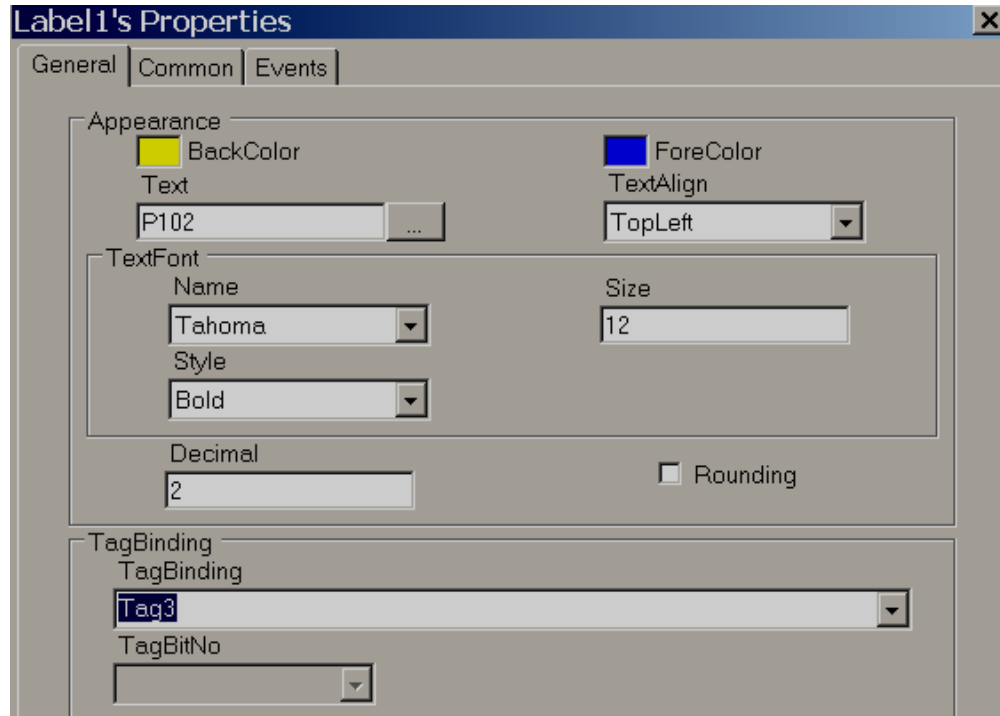 Label1's Properties
General Common Events
Appearance
BackColor ForeColor
Text TextAlign
P102 ... TopLeft
TextFont
Name Size
Tahoma 12
Style
Bold
Decimal
2 Rounding
TagBinding
TagBinding
Tag3
TagBitNo